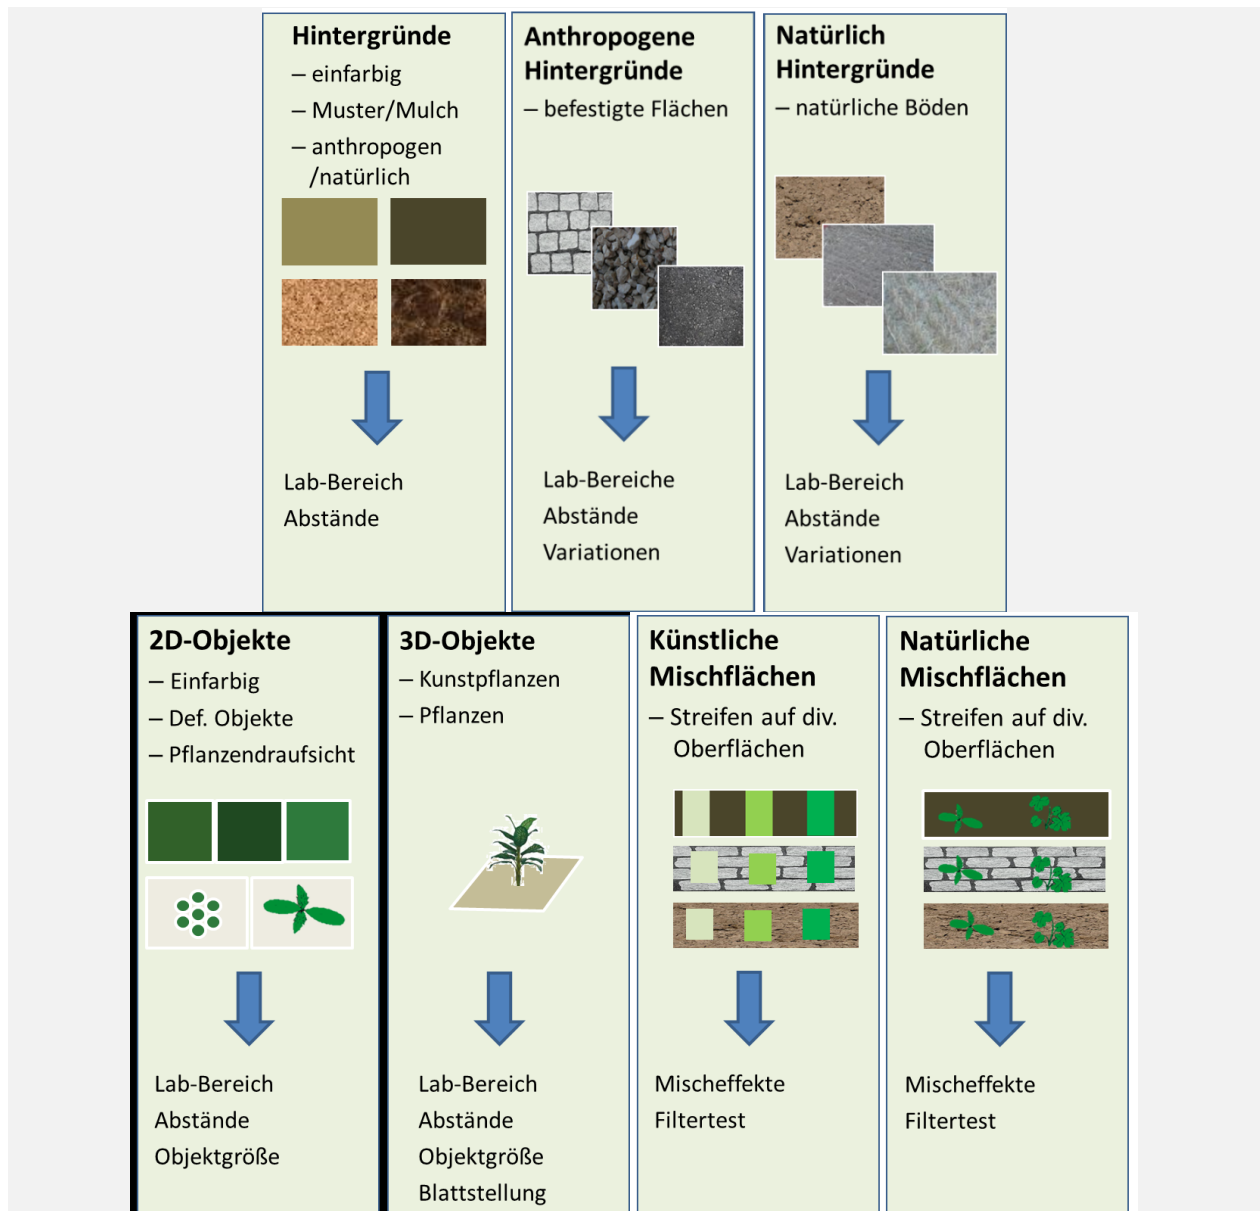 Hintergründe
– einfarbig
– Muster/Mulch
– anthropogen
/natürlich
Lab-Bereich
Abstände
Anthropogene
Hintergründe
– befestigte Flächen
Lab-Bereiche
Abstände
Variationen
Natürlich
Hintergründe
– natürliche Böden
Lab-Bereich
Abstände
Variationen
2D-Objekte
– Einfarbig
– Def. Objekte
– Pflanzendraufsicht
Lab-Bereich
Abstände
Objektgröße
3D-Objekte
– Kunstpflanzen
– Pflanzen
Lab-Bereich
Abstände
Objektgröße
Blattstellung
Künstliche
Mischflächen
– Streifen auf div.
Oberflächen
Mischeffekte
Filtertest
Natürliche
Mischflächen
– Streifen auf div.
Oberflächen
Mischeffekte
Filtertest